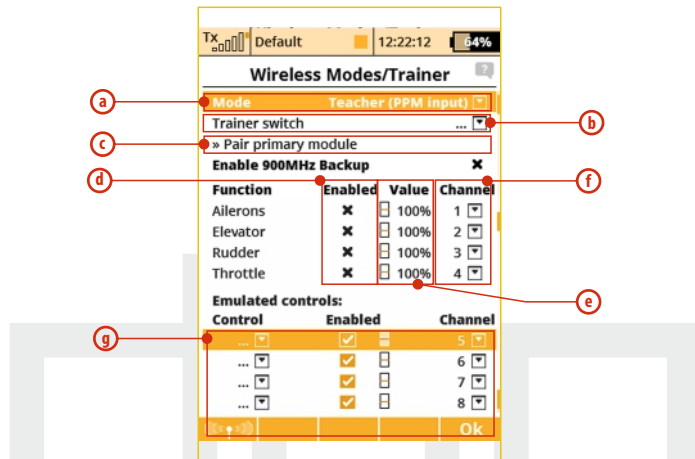 Tx Default 12:22:12 64%
Wireless Modes/Trainer ?
a Mode Teacher (PPM input)
Trainer switch ... b
c » Pair primary module
Enable 900MHz Backup ✖
d f
Function Enabled Value Channel
Ailerons ✖ 100% 1
Elevator ✖ 100% 2
Rudder ✖ 100% 3
Throttle ✖ 100% 4
e
Emulated controls:
Control Enabled Channel
g ... 5
... 6
... 7
... 8
Ok